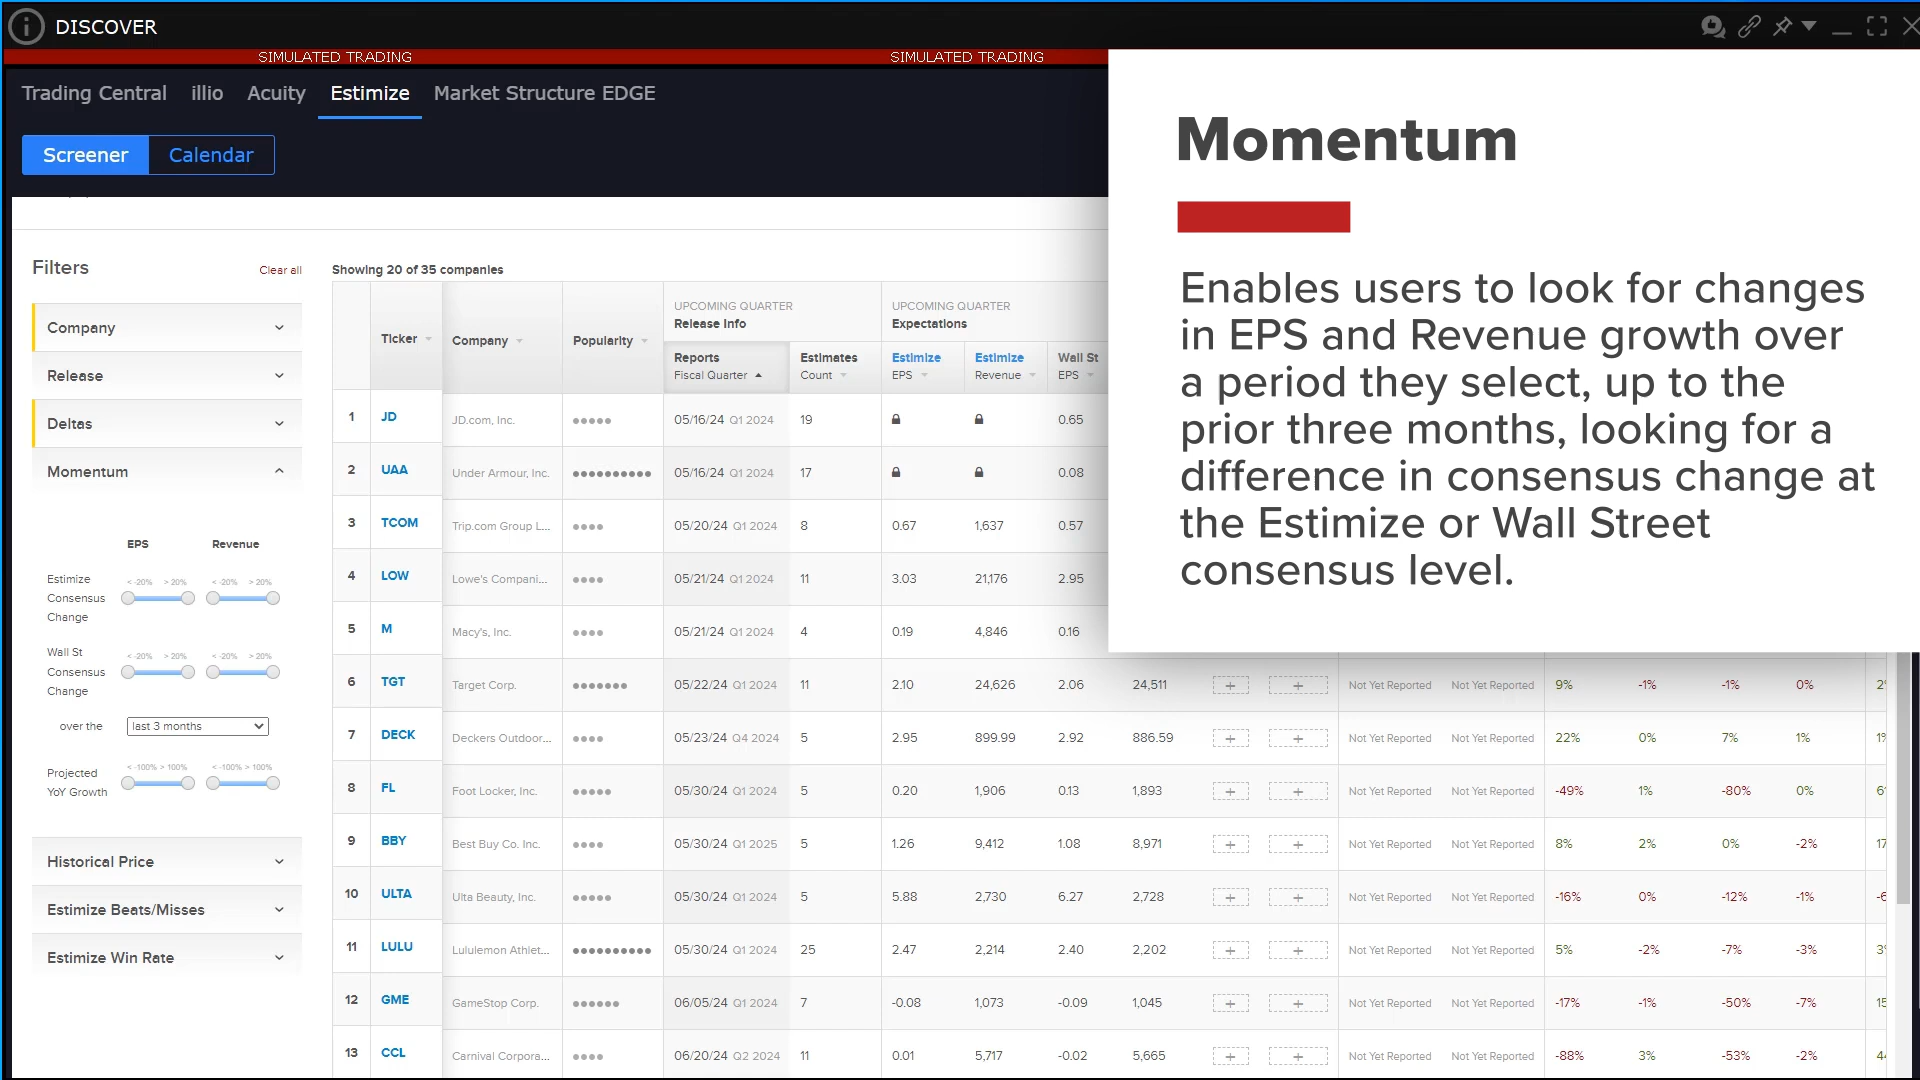 DISCOVER
SIMULATED TRADING SIMULATED TRADING
Trading Central illio Acuity Estimize Market Structure EDGE
Screener Calendar
Momentum
Enables users to look for changes
in EPS and Revenue growth over
a period they select, up to the
prior three months, looking for a
difference in consensus change at
the Estimize or Wall Street
consensus level.
Filters Clear all
Company
Release
Deltas
Momentum
EPS Revenue
Estimize Consensus Change < -20% > 20% < -20% > 20%
Wall St Consensus Change < -20% > 20% < -20% > 20%
over the last 3 months
Projected YoY Growth < -100% > 100% < -100% > 100%
Historical Price
Estimize Beats/Misses
Estimize Win Rate
Showing 20 of 35 companies
UPCOMING QUARTER UPCOMING QUARTER
Release Info Expectations
Ticker Company Popularity
Reports Estimates Estimize Estimize Wall St
Fiscal Quarter Count EPS Revenue EPS
1 JD JD.com, Inc. 05/16/24 Q1 2024 19 0.65
2 UAA Under Armour, Inc. 05/16/24 Q1 2024 17 0.08
3 TCOM Trip.com Group L... 05/20/24 Q1 2024 8 0.67 1,637 0.57
4 LOW Lowe's Compani... 05/21/24 Q1 2024 11 3.03 21,176 2.95
5 M Macy's, Inc. 05/21/24 Q1 2024 4 0.19 4,846 0.16
6 TGT Target Corp. 05/22/24 Q1 2024 11 2.10 24,626 2.06 24,511 + + Not Yet Reported Not Yet Reported 9% -1% -1% 0%
7 DECK Deckers Outdoor... 05/23/24 Q4 2024 5 2.95 899.99 2.92 886.59 + + Not Yet Reported Not Yet Reported 22% 0% 7% 1%
8 FL Foot Locker, Inc. 05/30/24 Q1 2024 5 0.20 1,906 0.13 1,893 + + Not Yet Reported Not Yet Reported -49% 1% -80% 0%
9 BBY Best Buy Co. Inc. 05/30/24 Q1 2025 5 1.26 9,412 1.08 8,971 + + Not Yet Reported Not Yet Reported 8% 2% 0% -2%
10 ULTA Ulta Beauty, Inc. 05/30/24 Q1 2024 5 5.88 2,730 6.27 2,728 + + Not Yet Reported Not Yet Reported -16% 0% -12% -1%
11 LULU Lululemon Athlet... 05/30/24 Q1 2024 25 2.47 2,214 2.40 2,202 + + Not Yet Reported Not Yet Reported 5% -2% -7% -3%
12 GME GameStop Corp. 06/05/24 Q1 2024 7 -0.08 1,073 -0.09 1,045 + + Not Yet Reported Not Yet Reported -17% -1% -50% -7%
13 CCL Carnival Corpora... 06/20/24 Q2 2024 11 0.01 5,717 -0.02 5,665 + + Not Yet Reported Not Yet Reported -88% 3% -53% -2%